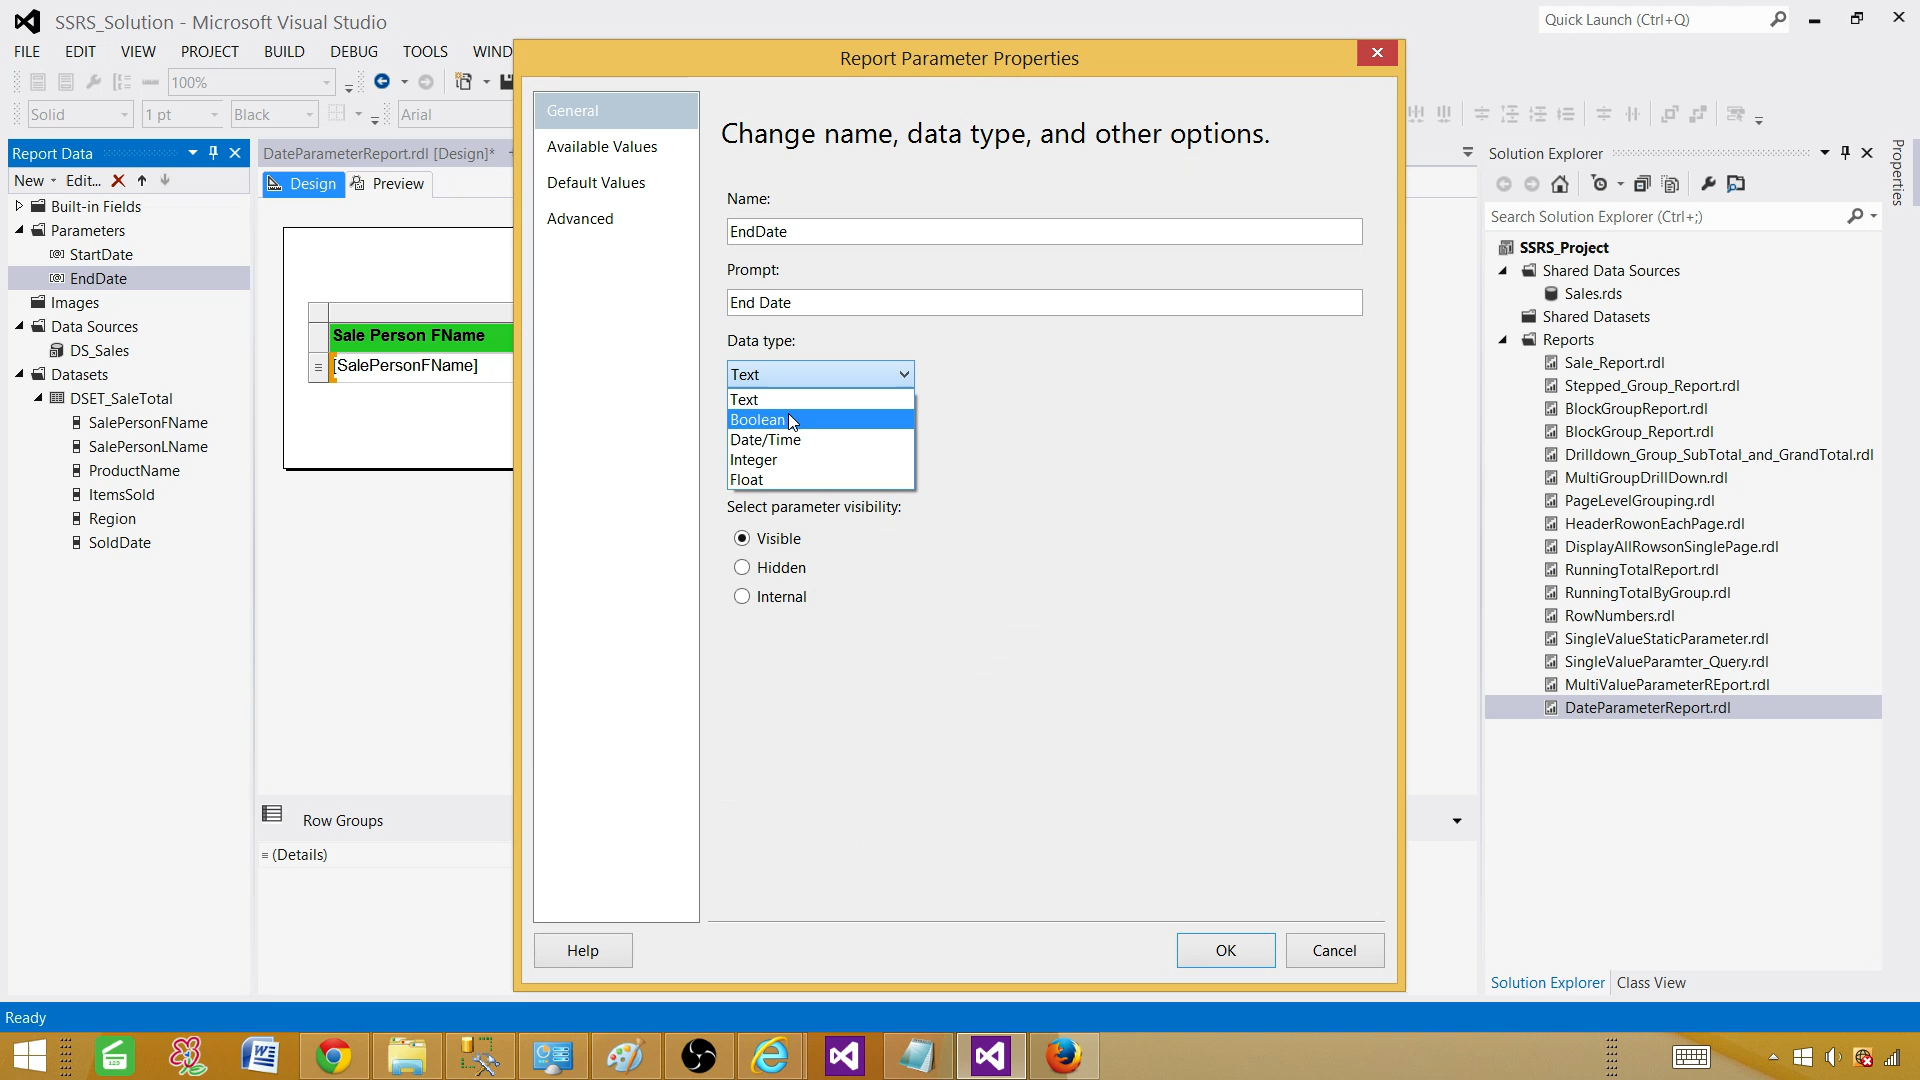 SSRS_Solution - Microsoft Visual Studio
Quick Launch (Ctrl+Q)
FILE EDIT VIEW PROJECT BUILD DEBUG TOOLS WIND
100%
Solid 1 pt Black Arial
Report Data
New Edit...
Built-in Fields
Parameters
StartDate
EndDate
Images
Data Sources
DS_Sales
Datasets
DSET_SaleTotal
SalePersonFName
SalePersonLName
ProductName
ItemsSold
Region
SoldDate
DateParameterReport.rdl [Design]*
Design Preview
Sale Person FName
[SalePersonFName]
Row Groups
(Details)
Report Parameter Properties
General
Available Values
Default Values
Advanced
Change name, data type, and other options.
Name:
EndDate
Prompt:
End Date
Data type:
Text
Text
Boolean
Date/Time
Integer
Float
Select parameter visibility:
Visible
Hidden
Internal
Help OK Cancel
Solution Explorer
Search Solution Explorer (Ctrl+;)
SSRS_Project
Shared Data Sources
Sales.rds
Shared Datasets
Reports
Sale_Report.rdl
Stepped_Group_Report.rdl
BlockGroupReport.rdl
BlockGroup_Report.rdl
Drilldown_Group_SubTotal_and_GrandTotal.rdl
MultiGroupDrillDown.rdl
PageLevelGrouping.rdl
HeaderRowonEachPage.rdl
DisplayAllRowsonSinglePage.rdl
RunningTotalReport.rdl
RunningTotalByGroup.rdl
RowNumbers.rdl
SingleValueStaticParameter.rdl
SingleValueParamter_Query.rdl
MultiValueParameterREport.rdl
DateParameterReport.rdl
Solution Explorer Class View
Properties
Ready